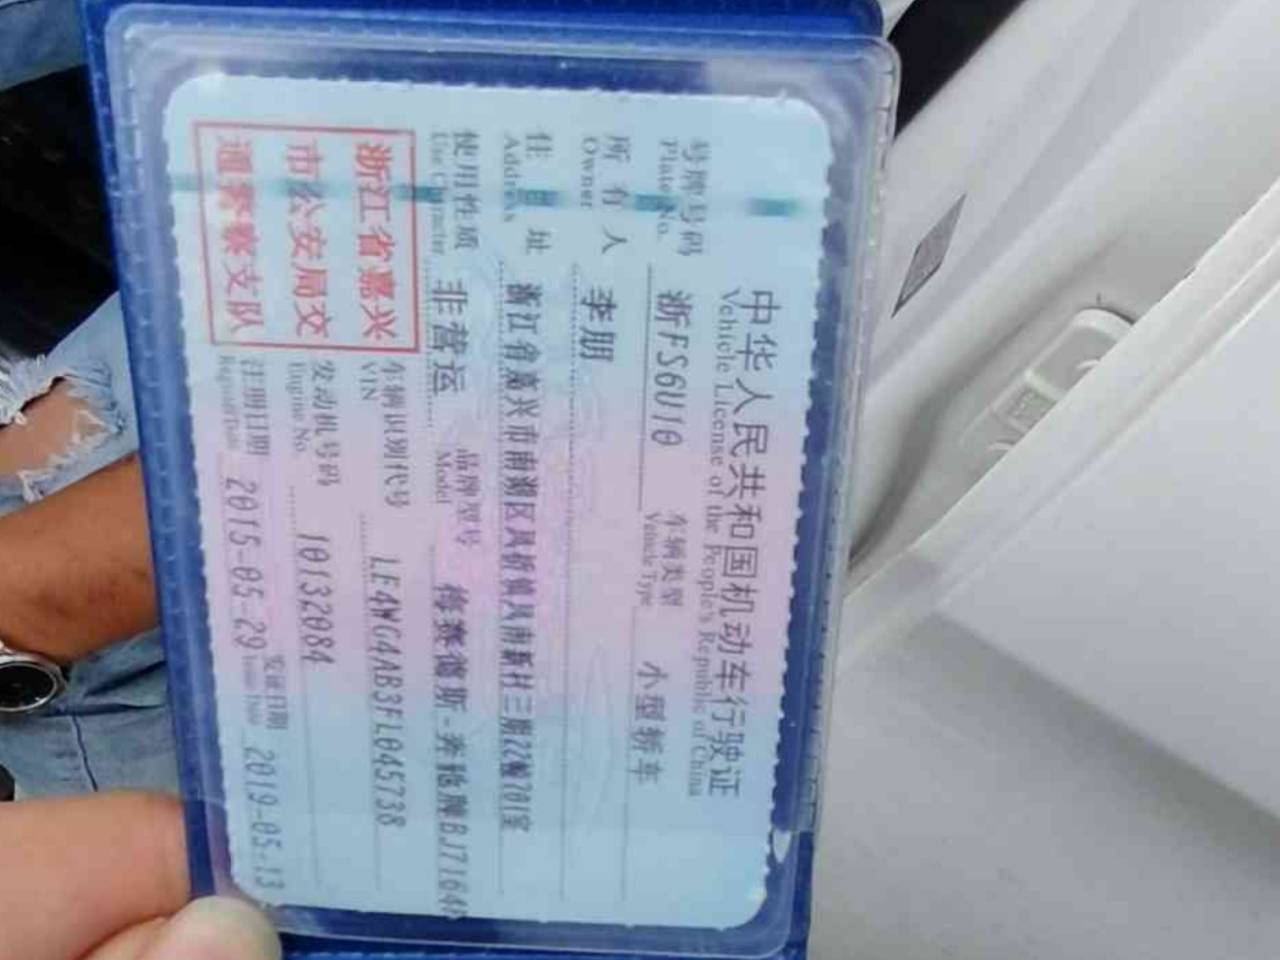 中华人民共和国机动车行驶证
Vehicle License of the People's Republic of China
号牌号码 浙FS6U10 车辆类型 小型轿车
Plate No. Vehicle Type
所有人 李朋
Owner
住址 浙江省嘉兴市南湖区凤桥镇凤南新村三期22幢701室
Address
使用性质 非营运 品牌型号 梅赛德斯-奔驰牌BJ7164
Use Character Model
浙江省嘉兴
市公安局交
通警察支队
车辆识别代号 LE4WG4AB3FL045738
VIN
发动机号码 10132084
Engine No.
注册日期 2015-05-29 发证日期 2019-05-13
Register Date Issue Date